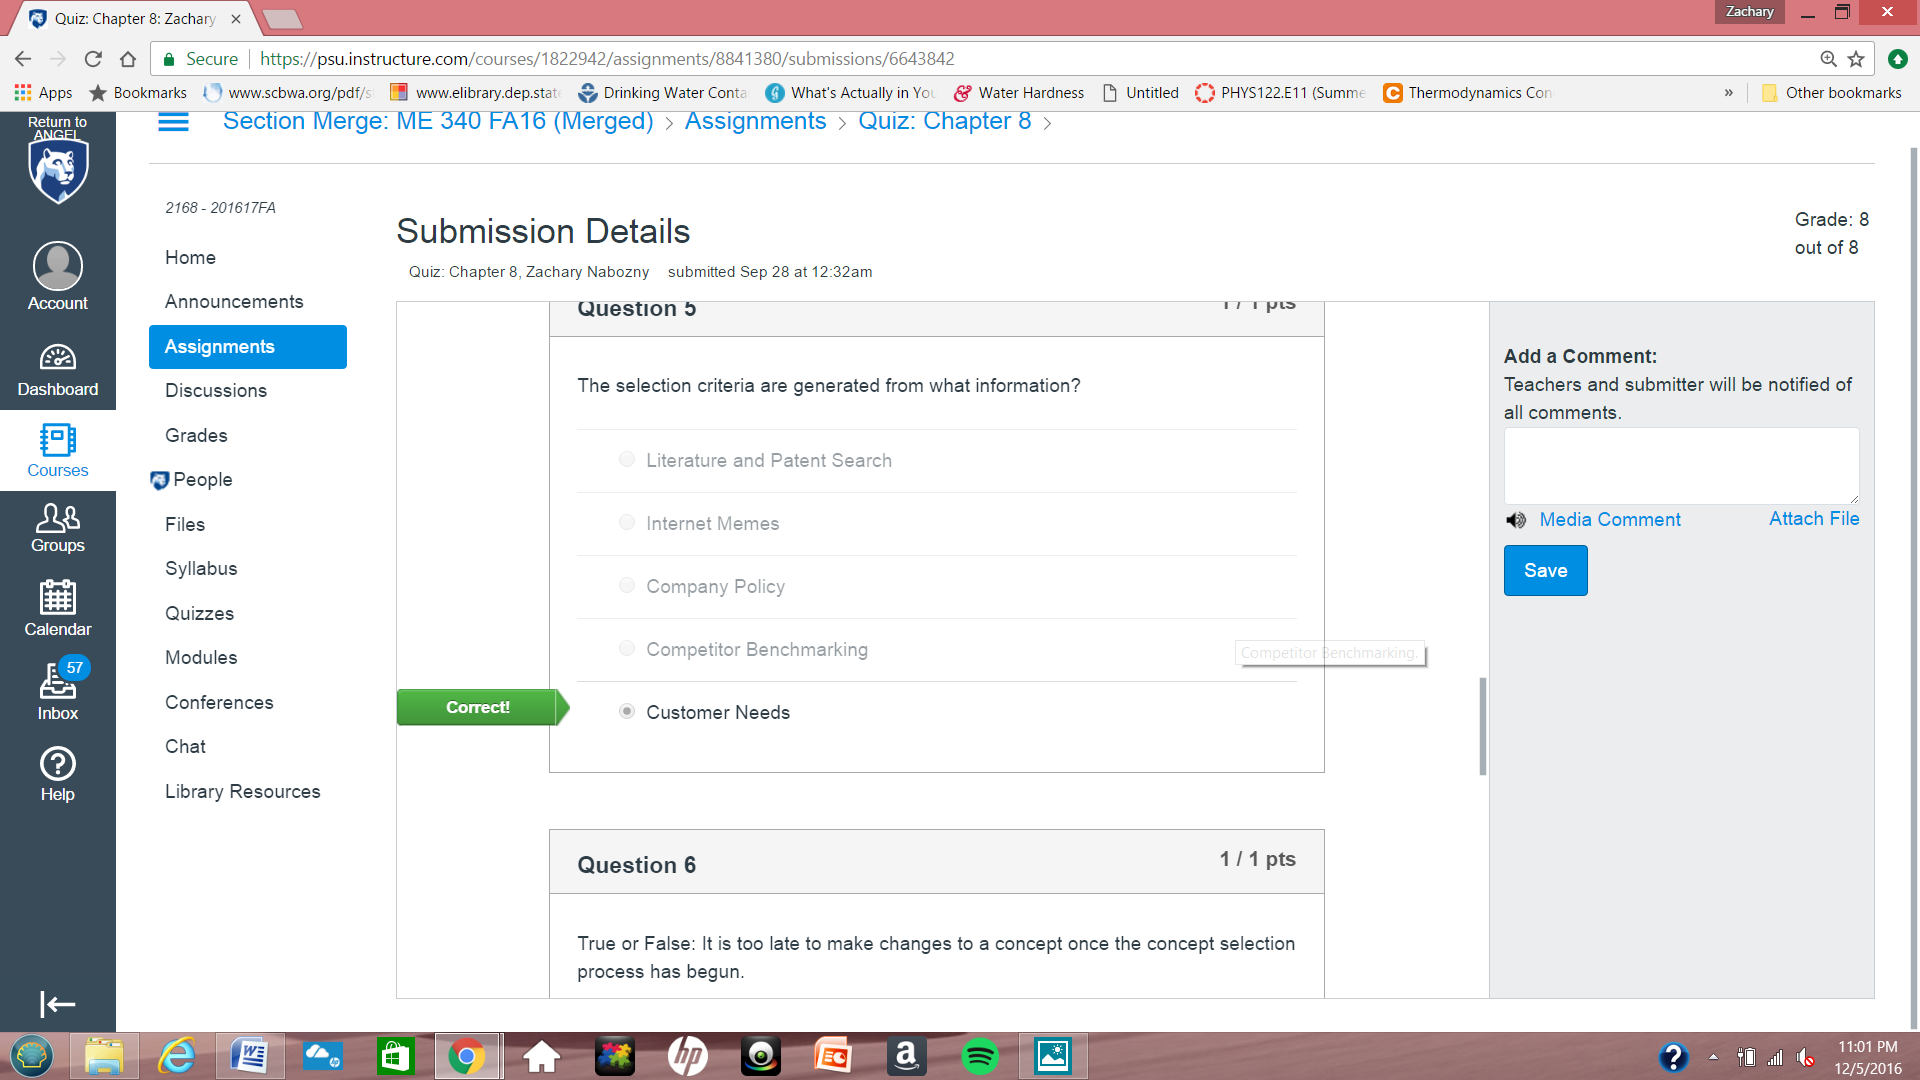 Quiz: Chapter 8: Zachary
Zachary
Secure
https://psu.instructure.com/courses/1822942/assignments/8841380/submissions/6643842
Apps
Bookmarks
www.scbwa.org/pdf/s
www.elibrary.dep.state
Drinking Water Conta
What's Actually in You
Water Hardness
Untitled
PHYS122.E11 (Summe
Thermodynamics Con
»
Other bookmarks
Return to
ANGEL
Account
Dashboard
Courses
Groups
Calendar
57
Inbox
Help
Section Merge: ME 340 FA16 (Merged) > Assignments > Quiz: Chapter 8 >
2168 - 201617FA
Home
Announcements
Assignments
Discussions
Grades
People
Files
Syllabus
Quizzes
Modules
Conferences
Chat
Library Resources
Submission Details
Quiz: Chapter 8, Zachary Nabozny submitted Sep 28 at 12:32am
Grade: 8
out of 8
Question 5
1 / 1 pts
The selection criteria are generated from what information?
Literature and Patent Search
Internet Memes
Company Policy
Competitor Benchmarking
Competitor Benchmarking.
Correct!
Customer Needs
Question 6
1 / 1 pts
True or False: It is too late to make changes to a concept once the concept selection
process has begun.
Add a Comment:
Teachers and submitter will be notified of
all comments.
Media Comment
Attach File
Save
11:01 PM
12/5/2016